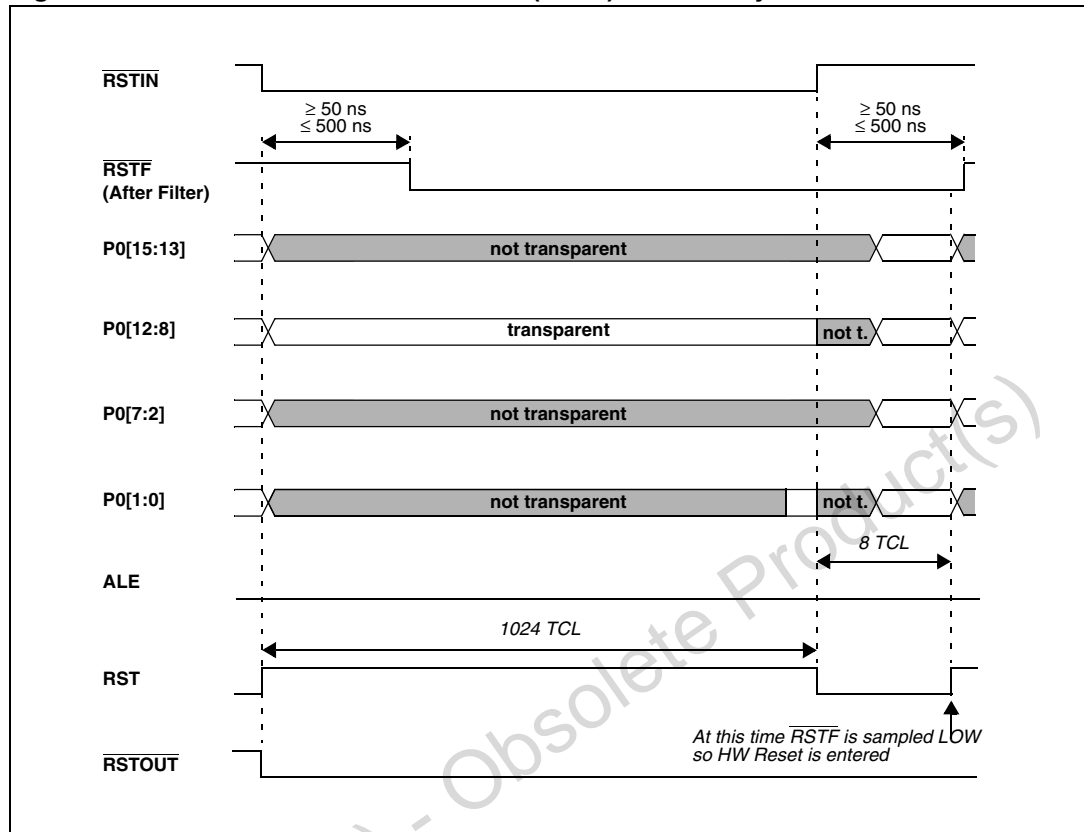 RSTIN
≥ 50 ns
≤ 500 ns
≥ 50 ns
≤ 500 ns
RSTF
(After Filter)
P0[15:13]
not transparent
P0[12:8]
transparent
not t.
P0[7:2]
not transparent
P0[1:0]
not transparent
not t.
8 TCL
ALE
1024 TCL
RST
At this time RSTF is sampled LOW
so HW Reset is entered
RSTOUT
) - Obsolete Product(s)